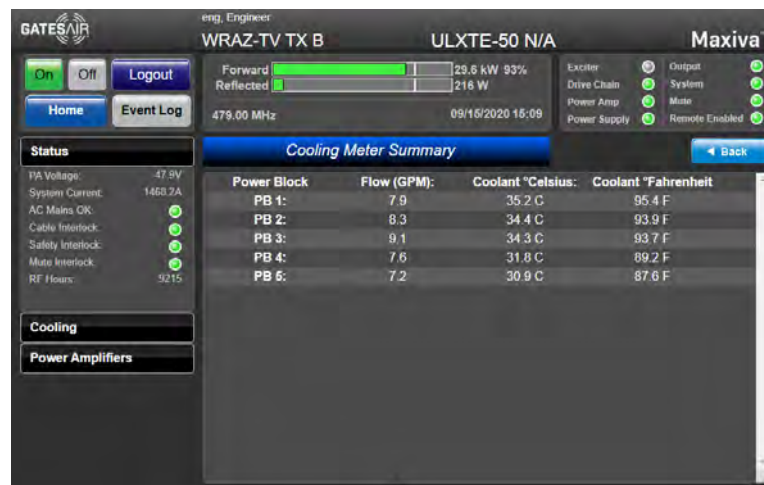 GATESAIR
eng, Engineer
WRAZ-TV TX B ULXTE-50 N/A Maxiva
On Off Logout
Home Event Log
Forward 29.6 kW 93%
Reflected 216 W
479.00 MHz 09/15/2020 15:09
Exciter Output
Drive Chain System
Power Amp Mute
Power Supply Remote Enabled
Status
Cooling Meter Summary
Back
PA Voltage: 47.9V
System Current: 1468.2A
AC Mains OK:
Cable Interlock:
Safety Interlock:
Mute Interlock:
RF Hours: 9215
Power Block Flow (GPM): Coolant °Celsius: Coolant °Fahrenheit
PB 1: 7.9 35.2 C 95.4 F
PB 2: 8.3 34.4 C 93.9 F
PB 3: 9.1 34.3 C 93.7 F
PB 4: 7.6 31.8 C 89.2 F
PB 5: 7.2 30.9 C 87.6 F
Cooling
Power Amplifiers